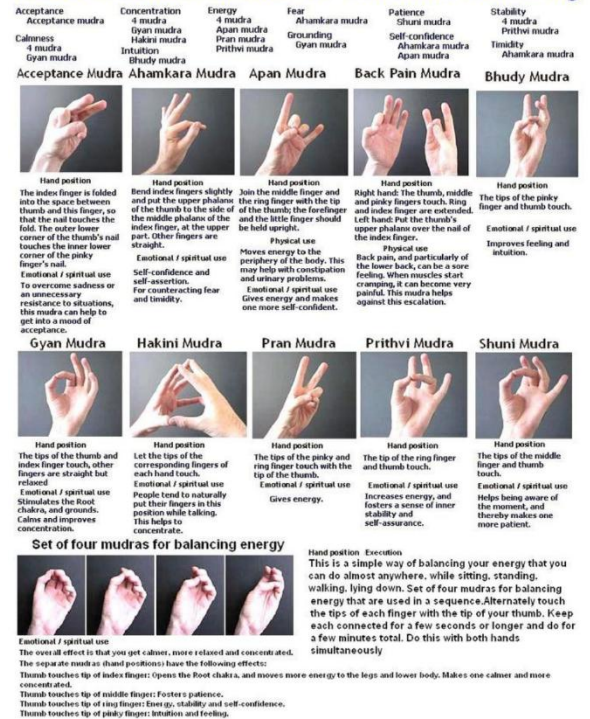 Acceptance
Acceptance mudra
Calmness
4 mudra
Gyan mudra
Concentration
4 mudra
Gyan mudra
Hakini mudra
Intuition
Bhudy mudra
Energy
4 mudra
Apan mudra
Pran mudra
Prithvi mudra
Fear
Ahamkara mudra
Grounding
Gyan mudra
Patience
Shuni mudra
Self-confidence
Ahamkara mudra
Apan mudra
Stability
4 mudra
Prithvi mudra
Timidity
Ahamkara mudra
Acceptance Mudra
Hand position
The index finger is folded
into the space between
thumb and this finger, so
that the nail touches the
fold. The outer lower
corner of the thumb's nail
touches the inner lower
corner of the pinky
finger's nail.
Emotional / spiritual use
To overcome sadness or
an unnecessary
resistance to situations,
this mudra can help to
get into a mood of
acceptance.
Ahamkara Mudra
Hand position
Bend index fingers slightly
and put the upper phalanx
of the thumb to the side of
the middle phalanx of the
index finger, at the upper
part. Other fingers are
straight.
Emotional / spiritual use
Self-confidence and
self-assertion.
For counteracting fear
and timidity.
Apan Mudra
Hand position
Join the middle finger and
the ring finger with the tip
of the thumb; the forefinger
and the little finger should
be held upright.
Physical use
Moves energy to the
periphery of the body. This
may help with constipation
and urinary problems.
Emotional / spiritual use
Gives energy and makes
one more self-confident.
Back Pain Mudra
Hand position
Right hand: The thumb, middle
and pinky fingers touch. Ring
and index finger are extended.
Left hand: Put the thumb's
upper phalanx over the nail of
the index finger.
Physical use
Back pain, and particularly of
the lower back, can be a sore
feeling. When muscles start
cramping, it can become very
painful. This mudra helps
against this escalation.
Bhudy Mudra
Hand position
The tips of the pinky
finger and thumb touch.
Emotional / spiritual use
Improves feeling and
intuition.
Gyan Mudra
Hand position
The tips of the thumb and
index finger touch, other
fingers are straight but
relaxed
Emotional / spiritual use
Stimulates the Root
chakra, and grounds.
Calms and improves
concentration.
Hakini Mudra
Hand position
Let the tips of the
corresponding fingers of
each hand touch.
Emotional / spiritual use
People tend to naturally
put their fingers in this
position while talking.
This helps to
concentrate.
Pran Mudra
Hand position
The tips of the pinky and
ring finger touch with the
tip of the thumb.
Emotional / spiritual use
Gives energy.
Prithvi Mudra
Hand position
The tip of the ring finger
and thumb touch.
Emotional / spiritual use
Increases energy, and
fosters a sense of inner
stability and
self-assurance.
Shuni Mudra
Hand position
The tips of the middle
finger and thumb
touch.
Emotional / spiritual use
Helps being aware of
the moment, and
thereby makes one
more patient.
Set of four mudras for balancing energy
Hand position Execution
This is a simple way of balancing your energy that you
can do almost anywhere. while sitting. standing.
walking, lying down. Set of four mudras for balancing
energy that are used in a sequence.Alternately touch
the tips of each finger with the tip of your thumb. Keep
each connected for a few seconds or longer and do for
a few minutes total. Do this with both hands
simultaneously
Emotional / spiritual use
The overall effect is that you get calmer, more relaxed and concentrated.
The separate mudras (hand positions) have the following effects:
Thumb touches tip of index finger: Opens the Root chakra, and moves more energy to the legs and lower body. Makes one calmer and more
concentrated.
Thumb touches tip of middle finger: Fosters patience.
Thumb touches tip of ring finger: Energy, stability and self-confidence.
Thumb touches tip of pinky finger: Intuition and feeling.